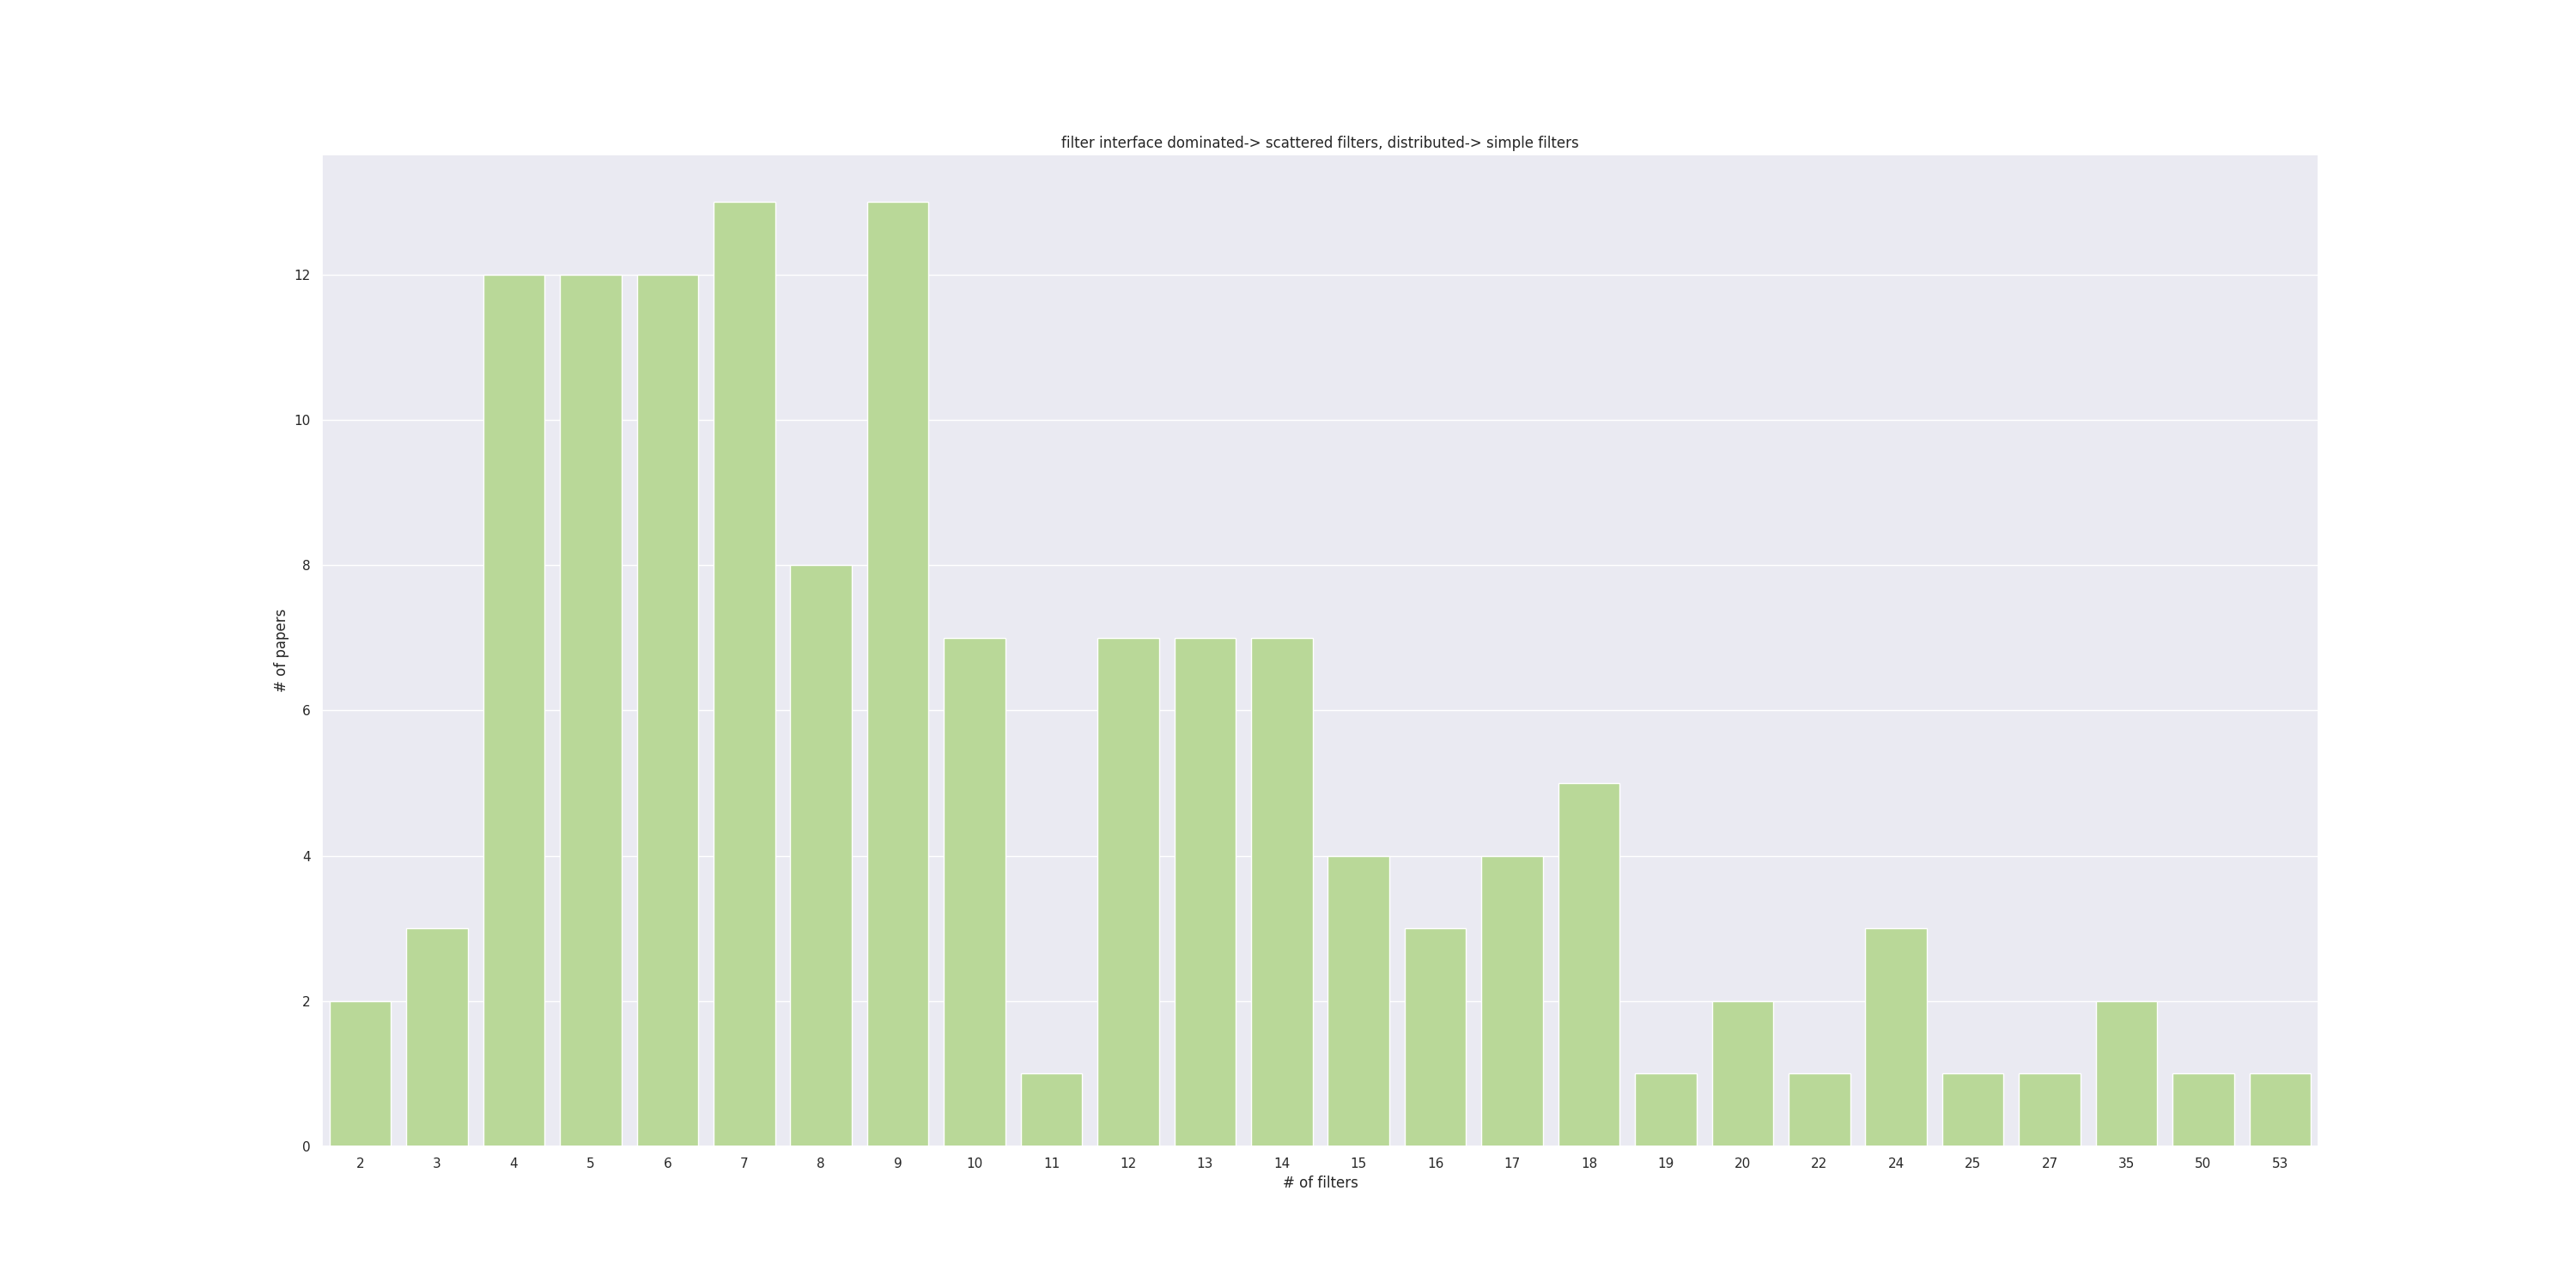 filter interface dominated-> scattered filters, distributed-> simple filters
12
10
8
6
4
2
0
# of papers
2 3 4 5 6 7 8 9 10 11 12 13 14 15 16 17 18 19 20 22 24 25 27 35 50 53
# of filters